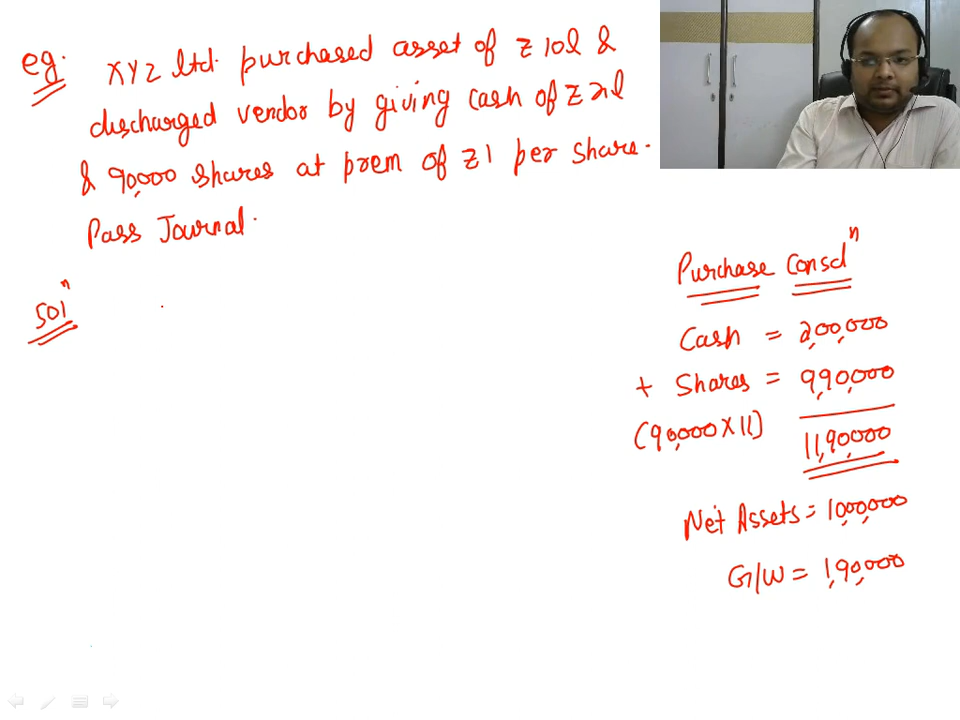 eg. XYZ ltd. purchased asset of ₹ 10l &
discharged vendor by giving cash of ₹ 2l
& 90,000 shares at prem of ₹1 per share.
Pass Journal.
Solⁿ
Purchase Consdⁿ
Cash = 2,00,000
+ Shares = 9,90,000
(90,000 X 11)
11,90,000
Net Assets = 10,00,000
G/W = 1,90,000